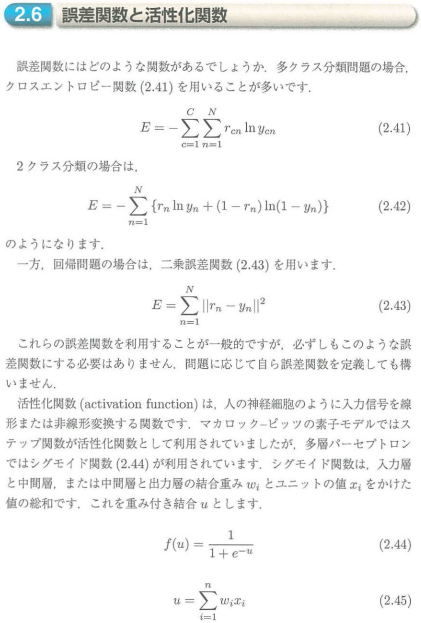 2.6 誤差関数と活性化関数
誤差関数にはどのような関数があるでしょうか．多クラス分類問題の場合，
クロスエントロピー関数 (2.41) を用いることが多いです．
E = − ∑_{c=1}^{C} ∑_{n=1}^{N} r_{cn} ln y_{cn} (2.41)
2 クラス分類の場合は，
E = − ∑_{n=1}^{N} {r_n ln y_n + (1 − r_n) ln(1 − y_n)} (2.42)
のようになります．
一方，回帰問題の場合は，二乗誤差関数 (2.43) を用います．
E = ∑_{n=1}^{N} ||r_n − y_n||^2 (2.43)
これらの誤差関数を利用することが一般的ですが，必ずしもこのような誤
差関数にする必要はありません．問題に応じて自ら誤差関数を定義しても構
いません．
活性化関数 (activation function) は，人の神経細胞のように入力信号を線
形または非線形変換する関数です．マカロック–ピッツの素子モデルではス
テップ関数が活性化関数として利用されていましたが，多層パーセプトロン
ではシグモイド関数 (2.44) が利用されています．シグモイド関数は，入力層
と中間層，または中間層と出力層の結合重み w_i とユニットの値 x_i をかけた
値の総和です．これを重み付き結合 u とします．
f(u) = 1 / (1 + e^{−u}) (2.44)
u = ∑_{i=1}^{n} w_i x_i (2.45)